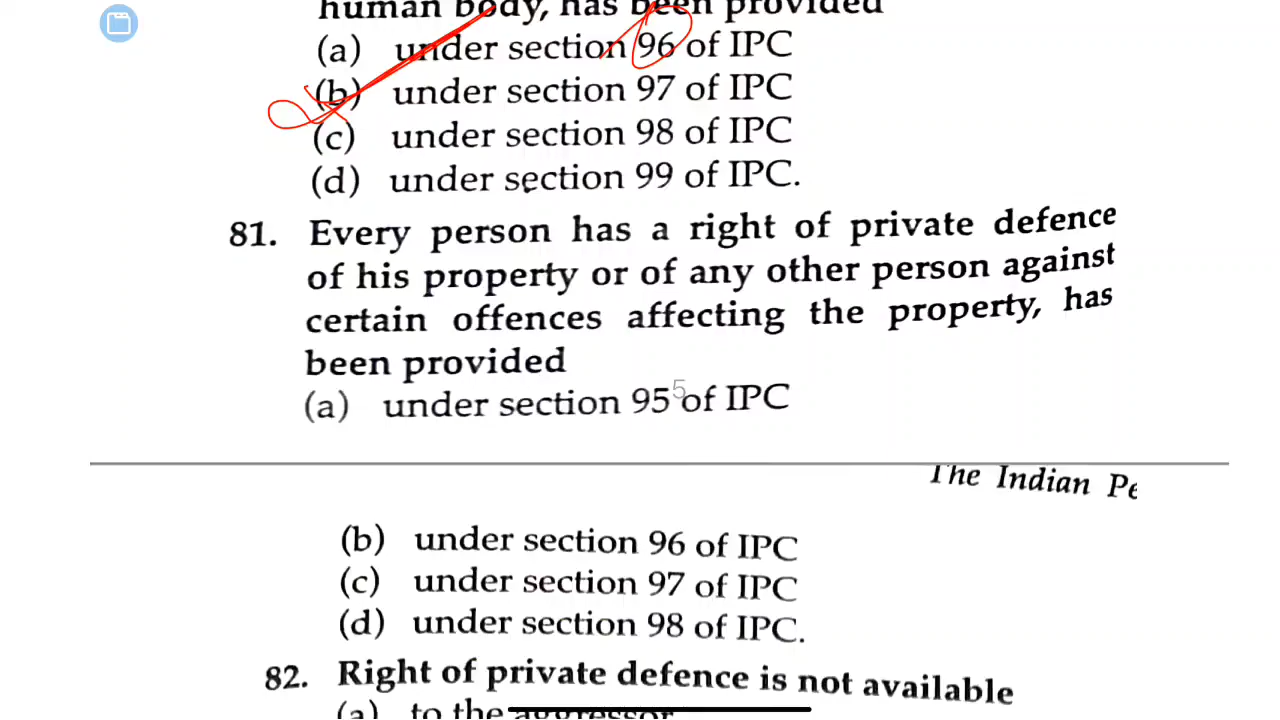 human body, has been provided
(a) under section 96 of IPC
(b) under section 97 of IPC
(c) under section 98 of IPC
(d) under section 99 of IPC.
81. Every person has a right of private defence
of his property or of any other person against
certain offences affecting the property, has
been provided
(a) under section 95 5 of IPC
The Indian Pe
(b) under section 96 of IPC
(c) under section 97 of IPC
(d) under section 98 of IPC.
82. Right of private defence is not available
(a) to the aggressor